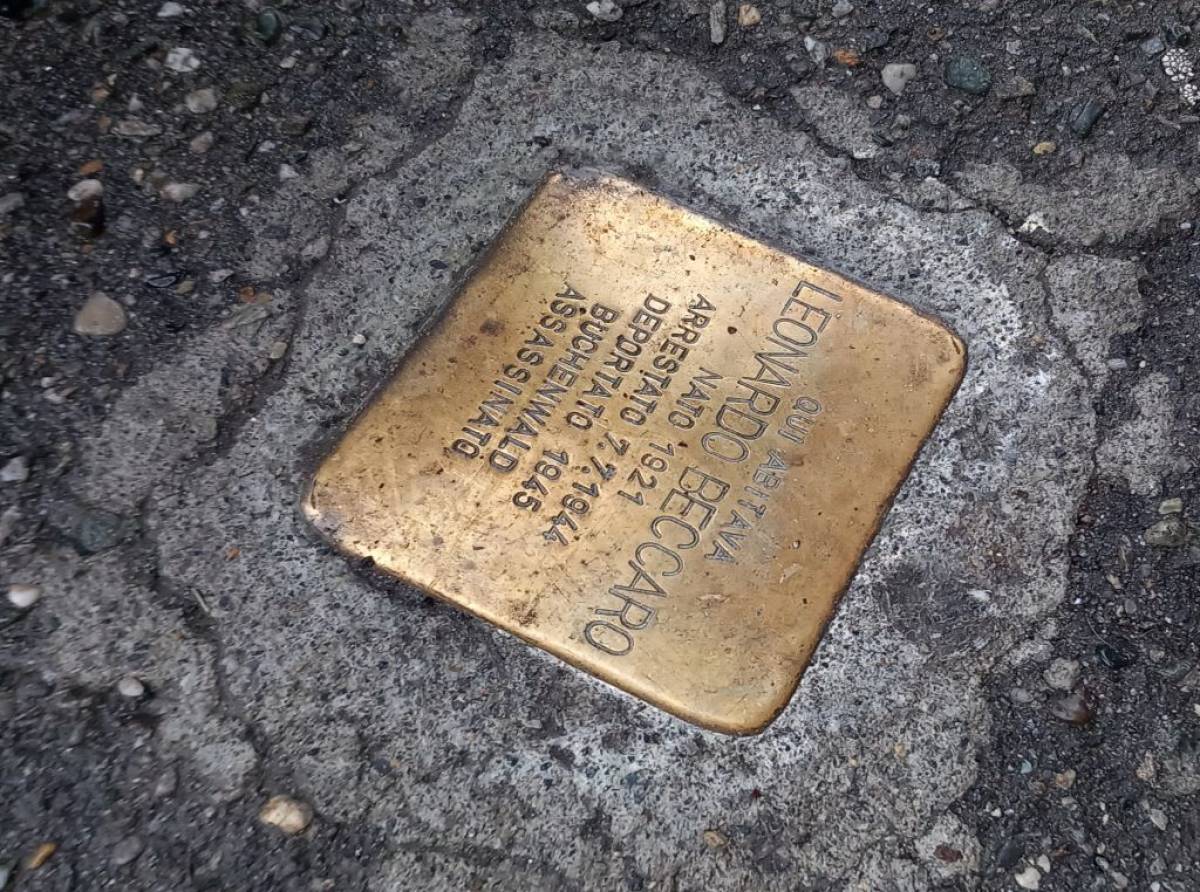 QUI ABITAVA
LEONARDO BECCARO
NATO 1921
ARRESTATO 7.7.1944
DEPORTATO 1945
BUCHENWALD
ASSASSINATO